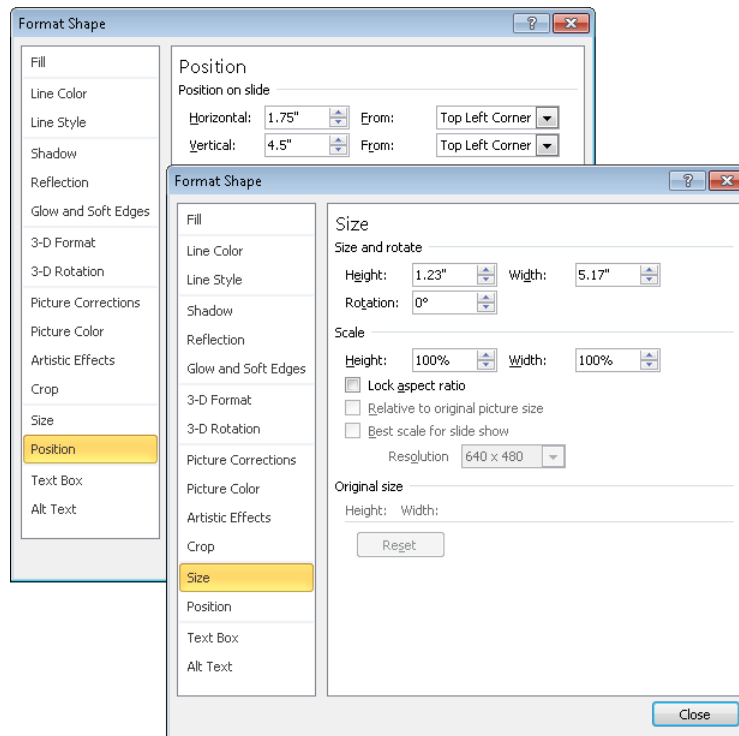 Format Shape
Fill
Line Color
Line Style
Shadow
Reflection
Glow and Soft Edges
3-D Format
3-D Rotation
Picture Corrections
Picture Color
Artistic Effects
Crop
Size
Position
Text Box
Alt Text
Position
Position on slide
Horizontal: 1.75" From: Top Left Corner
Vertical: 4.5" From: Top Left Corner
Format Shape
Fill
Line Color
Line Style
Shadow
Reflection
Glow and Soft Edges
3-D Format
3-D Rotation
Picture Corrections
Picture Color
Artistic Effects
Crop
Size
Position
Text Box
Alt Text
Size
Size and rotate
Height: 1.23" Width: 5.17"
Rotation: 0°
Scale
Height: 100% Width: 100%
Lock aspect ratio
Relative to original picture size
Best scale for slide show
Resolution 640 x 480
Original size
Height: Width:
Reset
Close